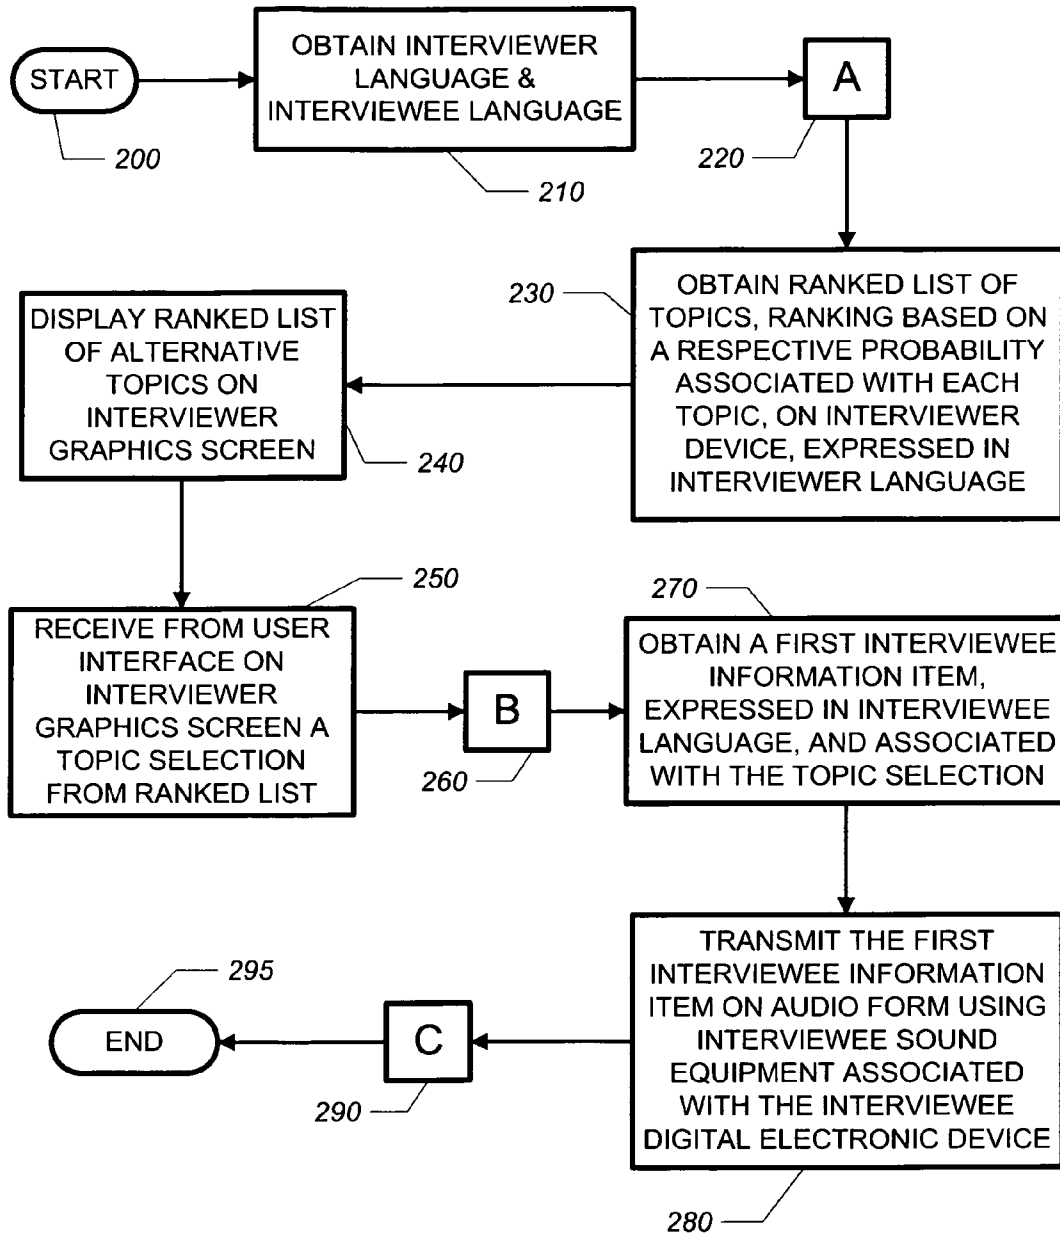 START
200
OBTAIN INTERVIEWER
LANGUAGE &
INTERVIEWEE LANGUAGE
210
A
220
230
OBTAIN RANKED LIST OF
TOPICS, RANKING BASED ON
A RESPECTIVE PROBABILITY
ASSOCIATED WITH EACH
TOPIC, ON INTERVIEWER
DEVICE, EXPRESSED IN
INTERVIEWER LANGUAGE
DISPLAY RANKED LIST
OF ALTERNATIVE
TOPICS ON
INTERVIEWER
GRAPHICS SCREEN
240
250
RECEIVE FROM USER
INTERFACE ON
INTERVIEWER
GRAPHICS SCREEN A
TOPIC SELECTION
FROM RANKED LIST
B
260
270
OBTAIN A FIRST INTERVIEWEE
INFORMATION ITEM,
EXPRESSED IN INTERVIEWEE
LANGUAGE, AND ASSOCIATED
WITH THE TOPIC SELECTION
TRANSMIT THE FIRST
INTERVIEWEE INFORMATION
ITEM ON AUDIO FORM USING
INTERVIEWEE SOUND
EQUIPMENT ASSOCIATED
WITH THE INTERVIEWEE
DIGITAL ELECTRONIC DEVICE
280
C
290
295
END